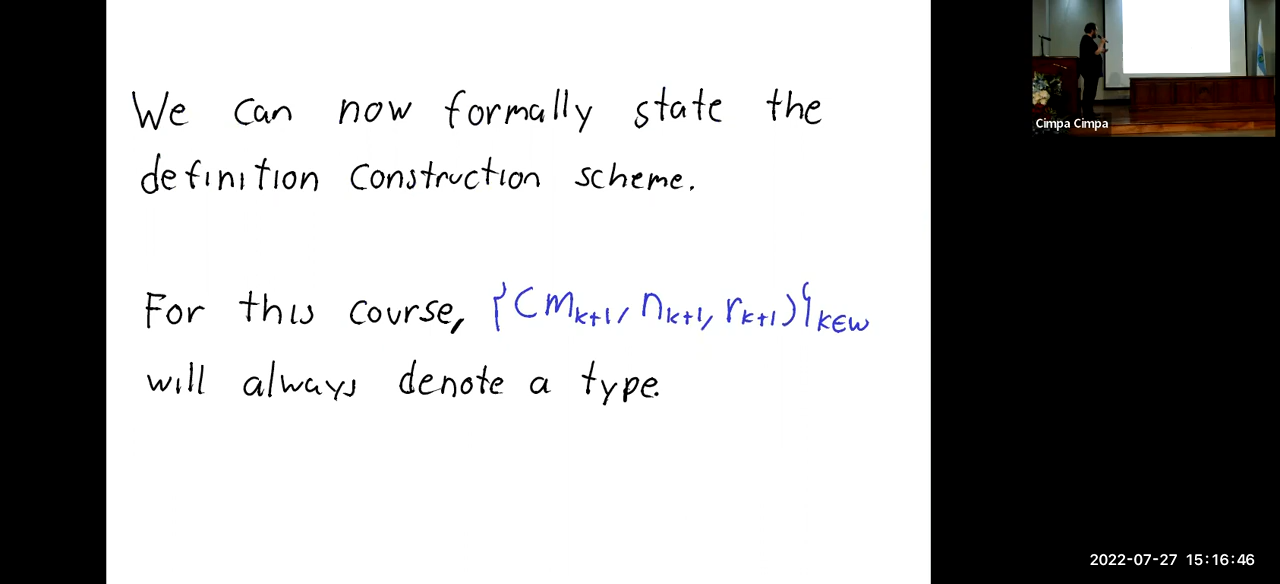 We can now formally state the
definition construction scheme.
For this course, {(m_{k+1}, n_{k+1}, r_{k+1})}_{k∈ω}
will always denote a type.
Cimpa Cimpa
2022-07-27 15:16:46